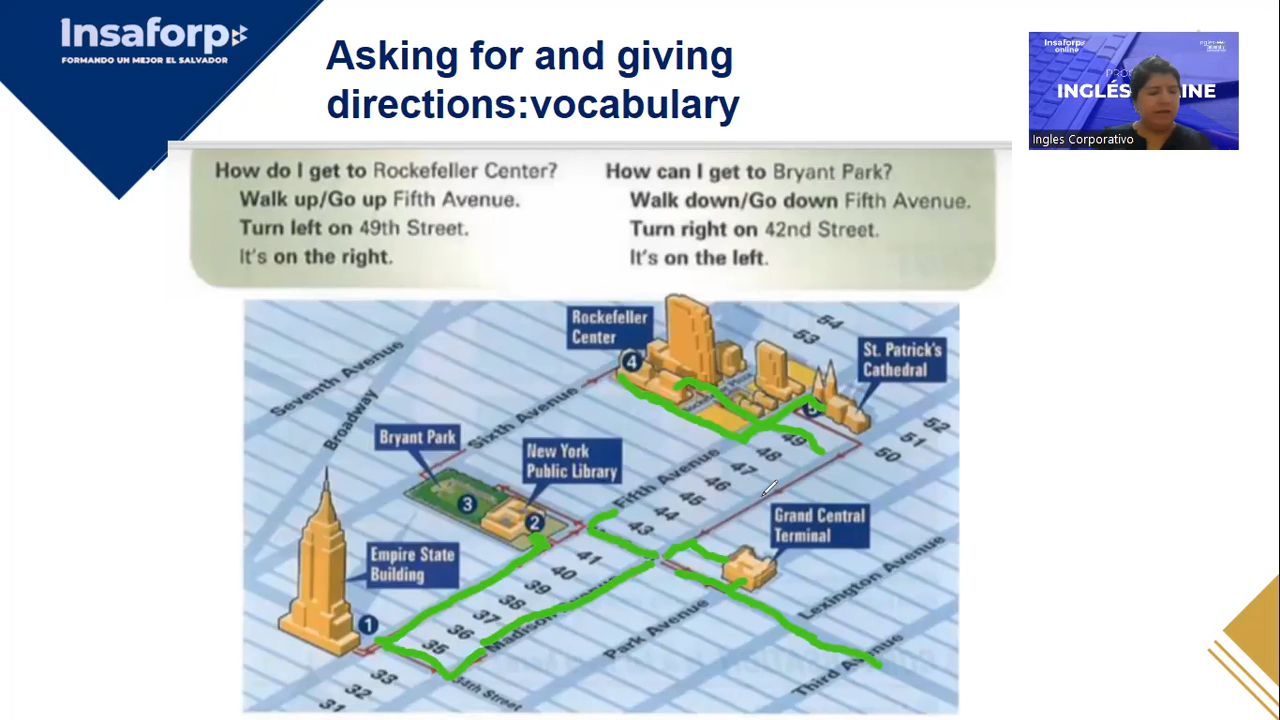 Insaforp
FORMANDO UN MEJOR EL SALVADOR
Asking for and giving
directions:vocabulary
Insaforp
online
INGLÉS
INE
Ingles Corporativo
How do I get to Rockefeller Center?
Walk up/Go up Fifth Avenue.
Turn left on 49th Street.
It's on the right.
How can I get to Bryant Park?
Walk down/Go down Fifth Avenue.
Turn right on 42nd Street.
It's on the left.
Rockefeller
Center
4
54
53
St. Patrick's
Cathedral
Seventh Avenue
Broadway
Sixth Avenue
Bryant Park
New York
Public Library
3
2
Fifth Avenue
52
51
50
49
48
47
46
45
44
43
41
40
39
38
37
36
35
33
32
31
Grand Central
Terminal
Empire State
Building
1
Madison
34th Street
Park Avenue
Lexington Avenue
Third Avenue